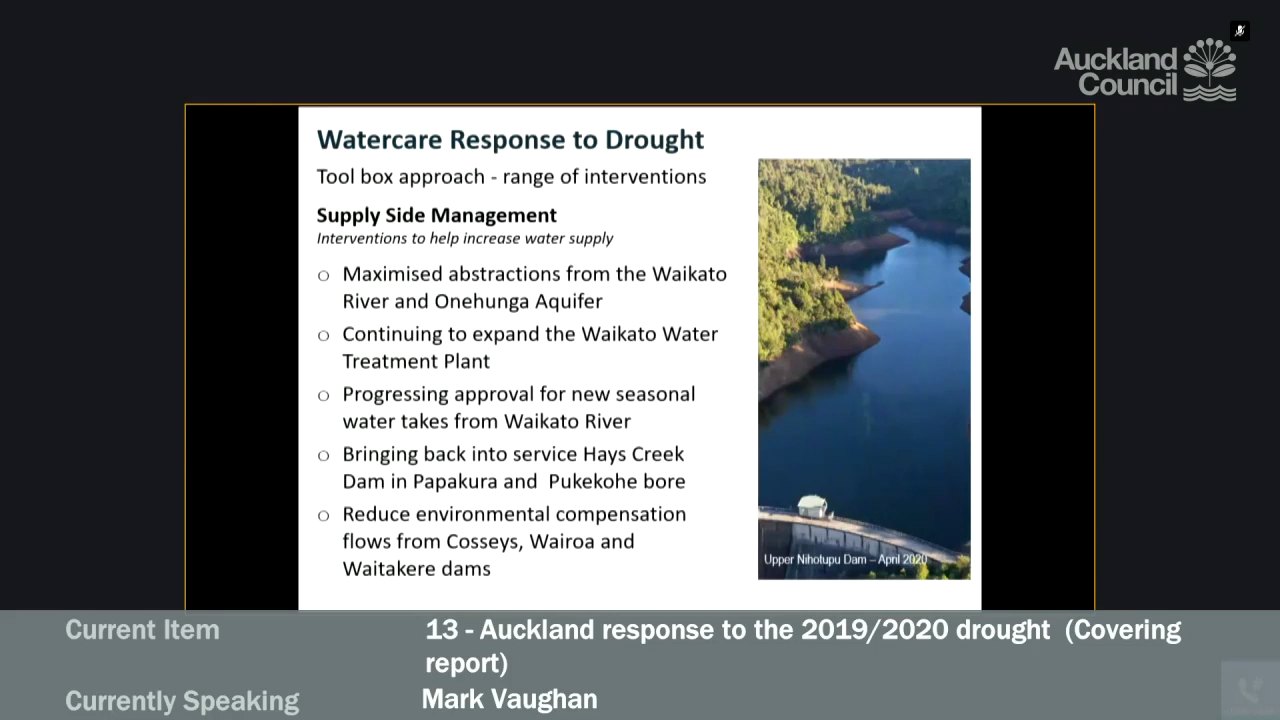 Auckland
Council
Watercare Response to Drought
Tool box approach - range of interventions
Supply Side Management
Interventions to help increase water supply
○ Maximised abstractions from the Waikato
River and Onehunga Aquifer
○ Continuing to expand the Waikato Water
Treatment Plant
○ Progressing approval for new seasonal
water takes from Waikato River
○ Bringing back into service Hays Creek
Dam in Papakura and Pukekohe bore
○ Reduce environmental compensation
flows from Cosseys, Wairoa and
Waitakere dams
Upper Nihotupu Dam – April 2020
Current Item 13 - Auckland response to the 2019/2020 drought (Covering
report)
Currently Speaking Mark Vaughan